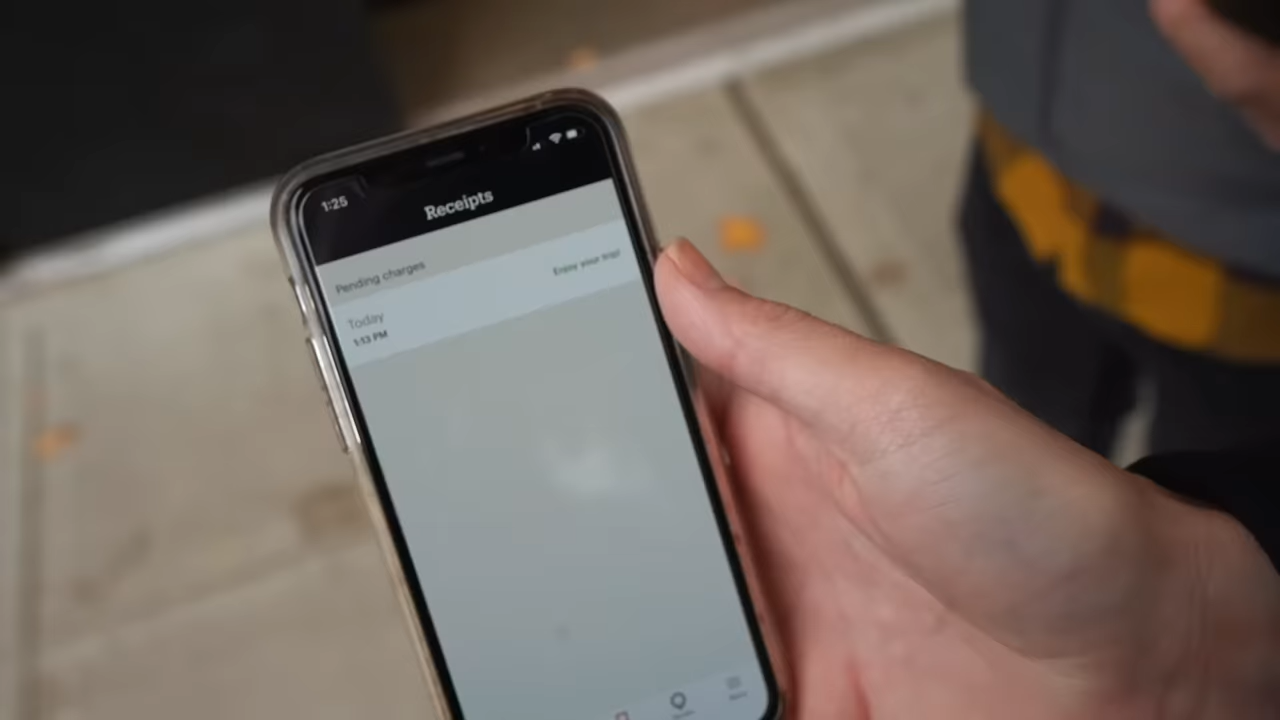 1:25
Receipts
Pending charges
Enjoy your trip!
Today
1:13 PM